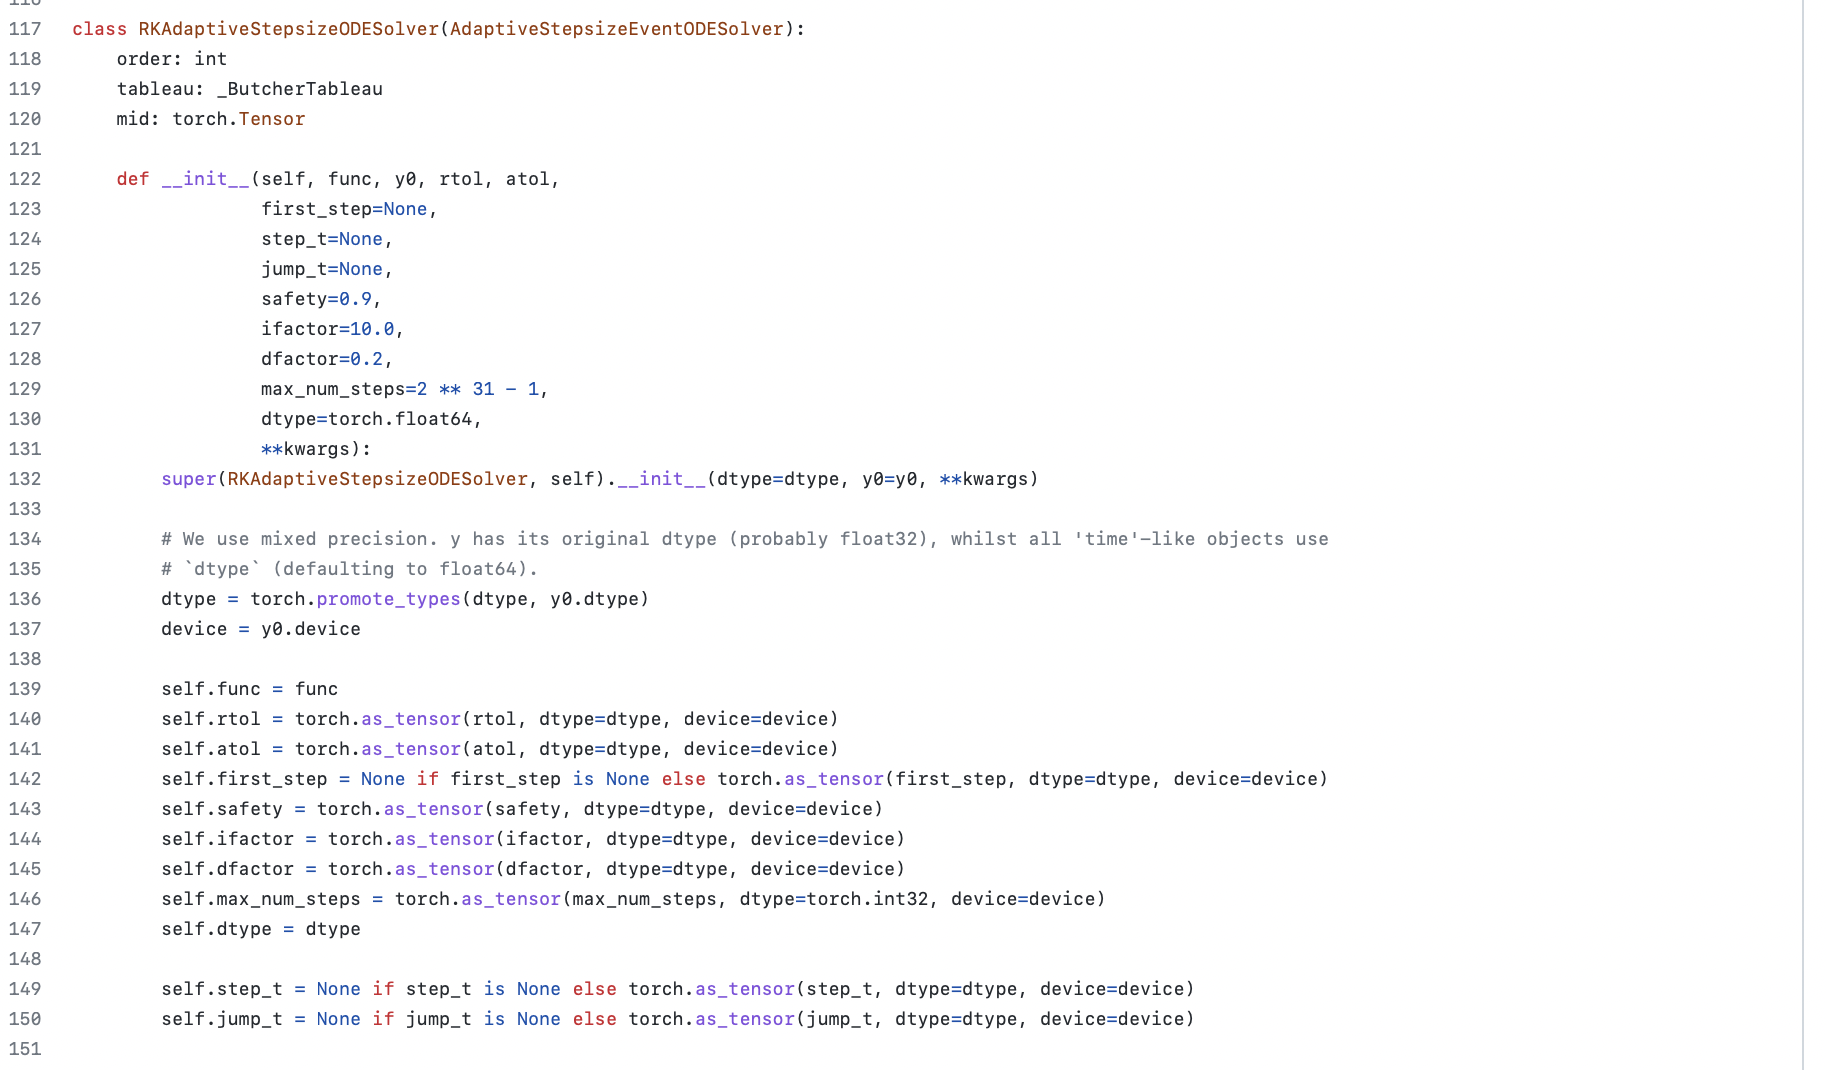 116
117 class RKAdaptiveStepsizeODESolver(AdaptiveStepsizeEventODESolver):
118     order: int
119     tableau: _ButcherTableau
120     mid: torch.Tensor
121
122     def __init__(self, func, y0, rtol, atol,
123                  first_step=None,
124                  step_t=None,
125                  jump_t=None,
126                  safety=0.9,
127                  ifactor=10.0,
128                  dfactor=0.2,
129                  max_num_steps=2 ** 31 - 1,
130                  dtype=torch.float64,
131                  **kwargs):
132         super(RKAdaptiveStepsizeODESolver, self).__init__(dtype=dtype, y0=y0, **kwargs)
133
134         # We use mixed precision. y has its original dtype (probably float32), whilst all 'time'-like objects use
135         # `dtype` (defaulting to float64).
136         dtype = torch.promote_types(dtype, y0.dtype)
137         device = y0.device
138
139         self.func = func
140         self.rtol = torch.as_tensor(rtol, dtype=dtype, device=device)
141         self.atol = torch.as_tensor(atol, dtype=dtype, device=device)
142         self.first_step = None if first_step is None else torch.as_tensor(first_step, dtype=dtype, device=device)
143         self.safety = torch.as_tensor(safety, dtype=dtype, device=device)
144         self.ifactor = torch.as_tensor(ifactor, dtype=dtype, device=device)
145         self.dfactor = torch.as_tensor(dfactor, dtype=dtype, device=device)
146         self.max_num_steps = torch.as_tensor(max_num_steps, dtype=torch.int32, device=device)
147         self.dtype = dtype
148
149         self.step_t = None if step_t is None else torch.as_tensor(step_t, dtype=dtype, device=device)
150         self.jump_t = None if jump_t is None else torch.as_tensor(jump_t, dtype=dtype, device=device)
151